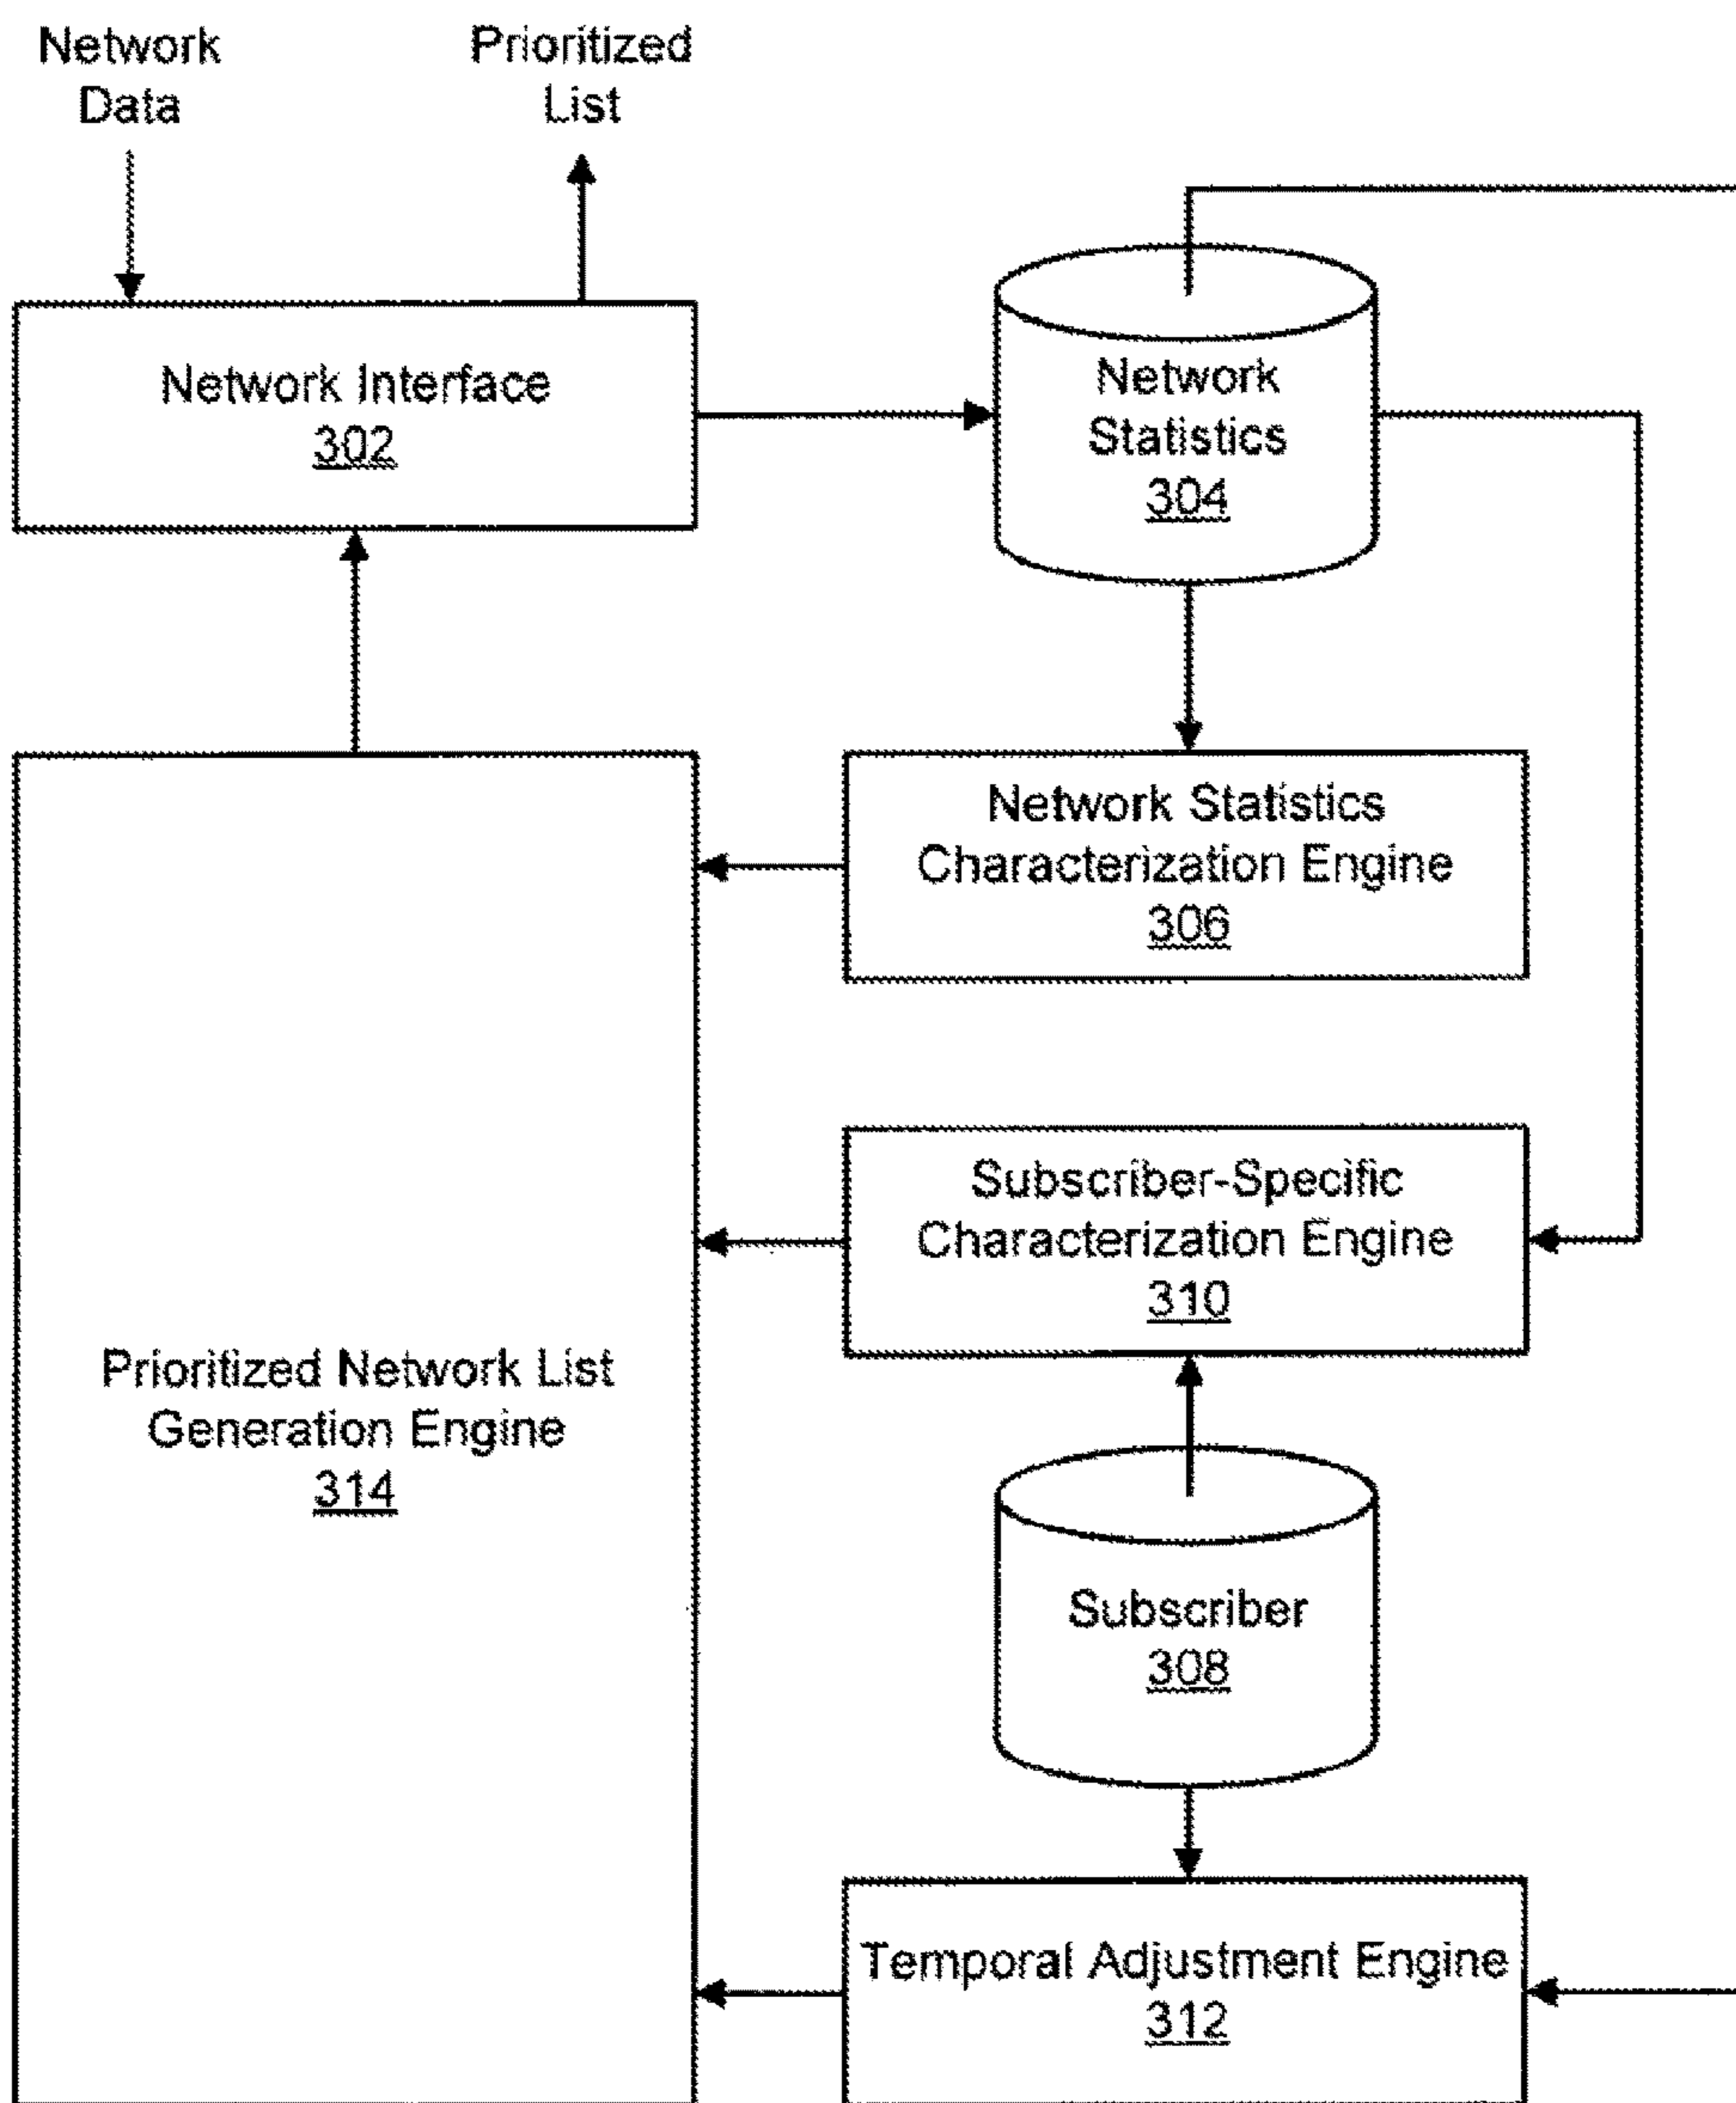 Network
Data
Prioritized
List
Network Interface
302
Network
Statistics
304
Network Statistics
Characterization Engine
306
Subscriber-Specific
Characterization Engine
310
Prioritized Network List
Generation Engine
314
Subscriber
308
Temporal Adjustment Engine
312